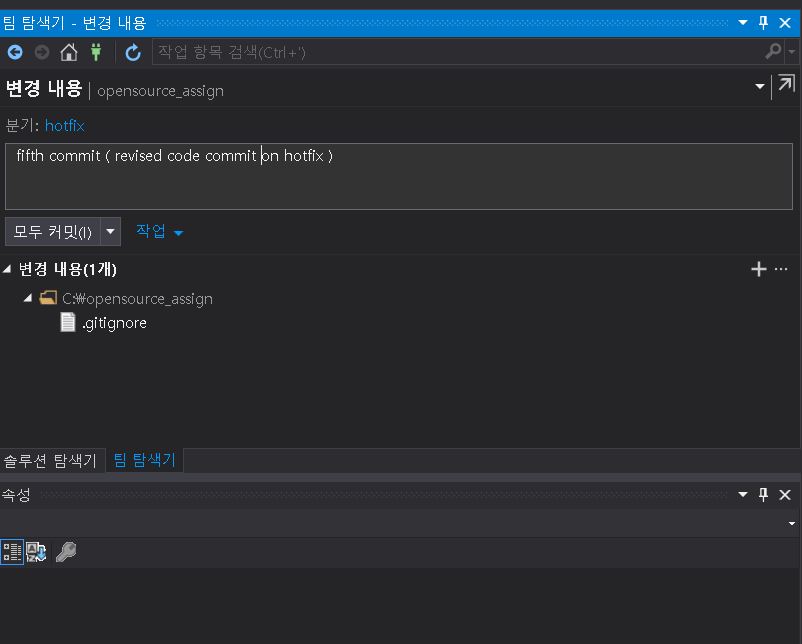 팀 탐색기 - 변경 내용
작업 항목 검색(Ctrl+')
변경 내용 | opensource_assign
분기: hotfix
fifth commit ( revised code commit on hotfix )
모두 커밋(I) 작업
변경 내용(1개)
C:₩opensource_assign
.gitignore
솔루션 탐색기 팀 탐색기
속성